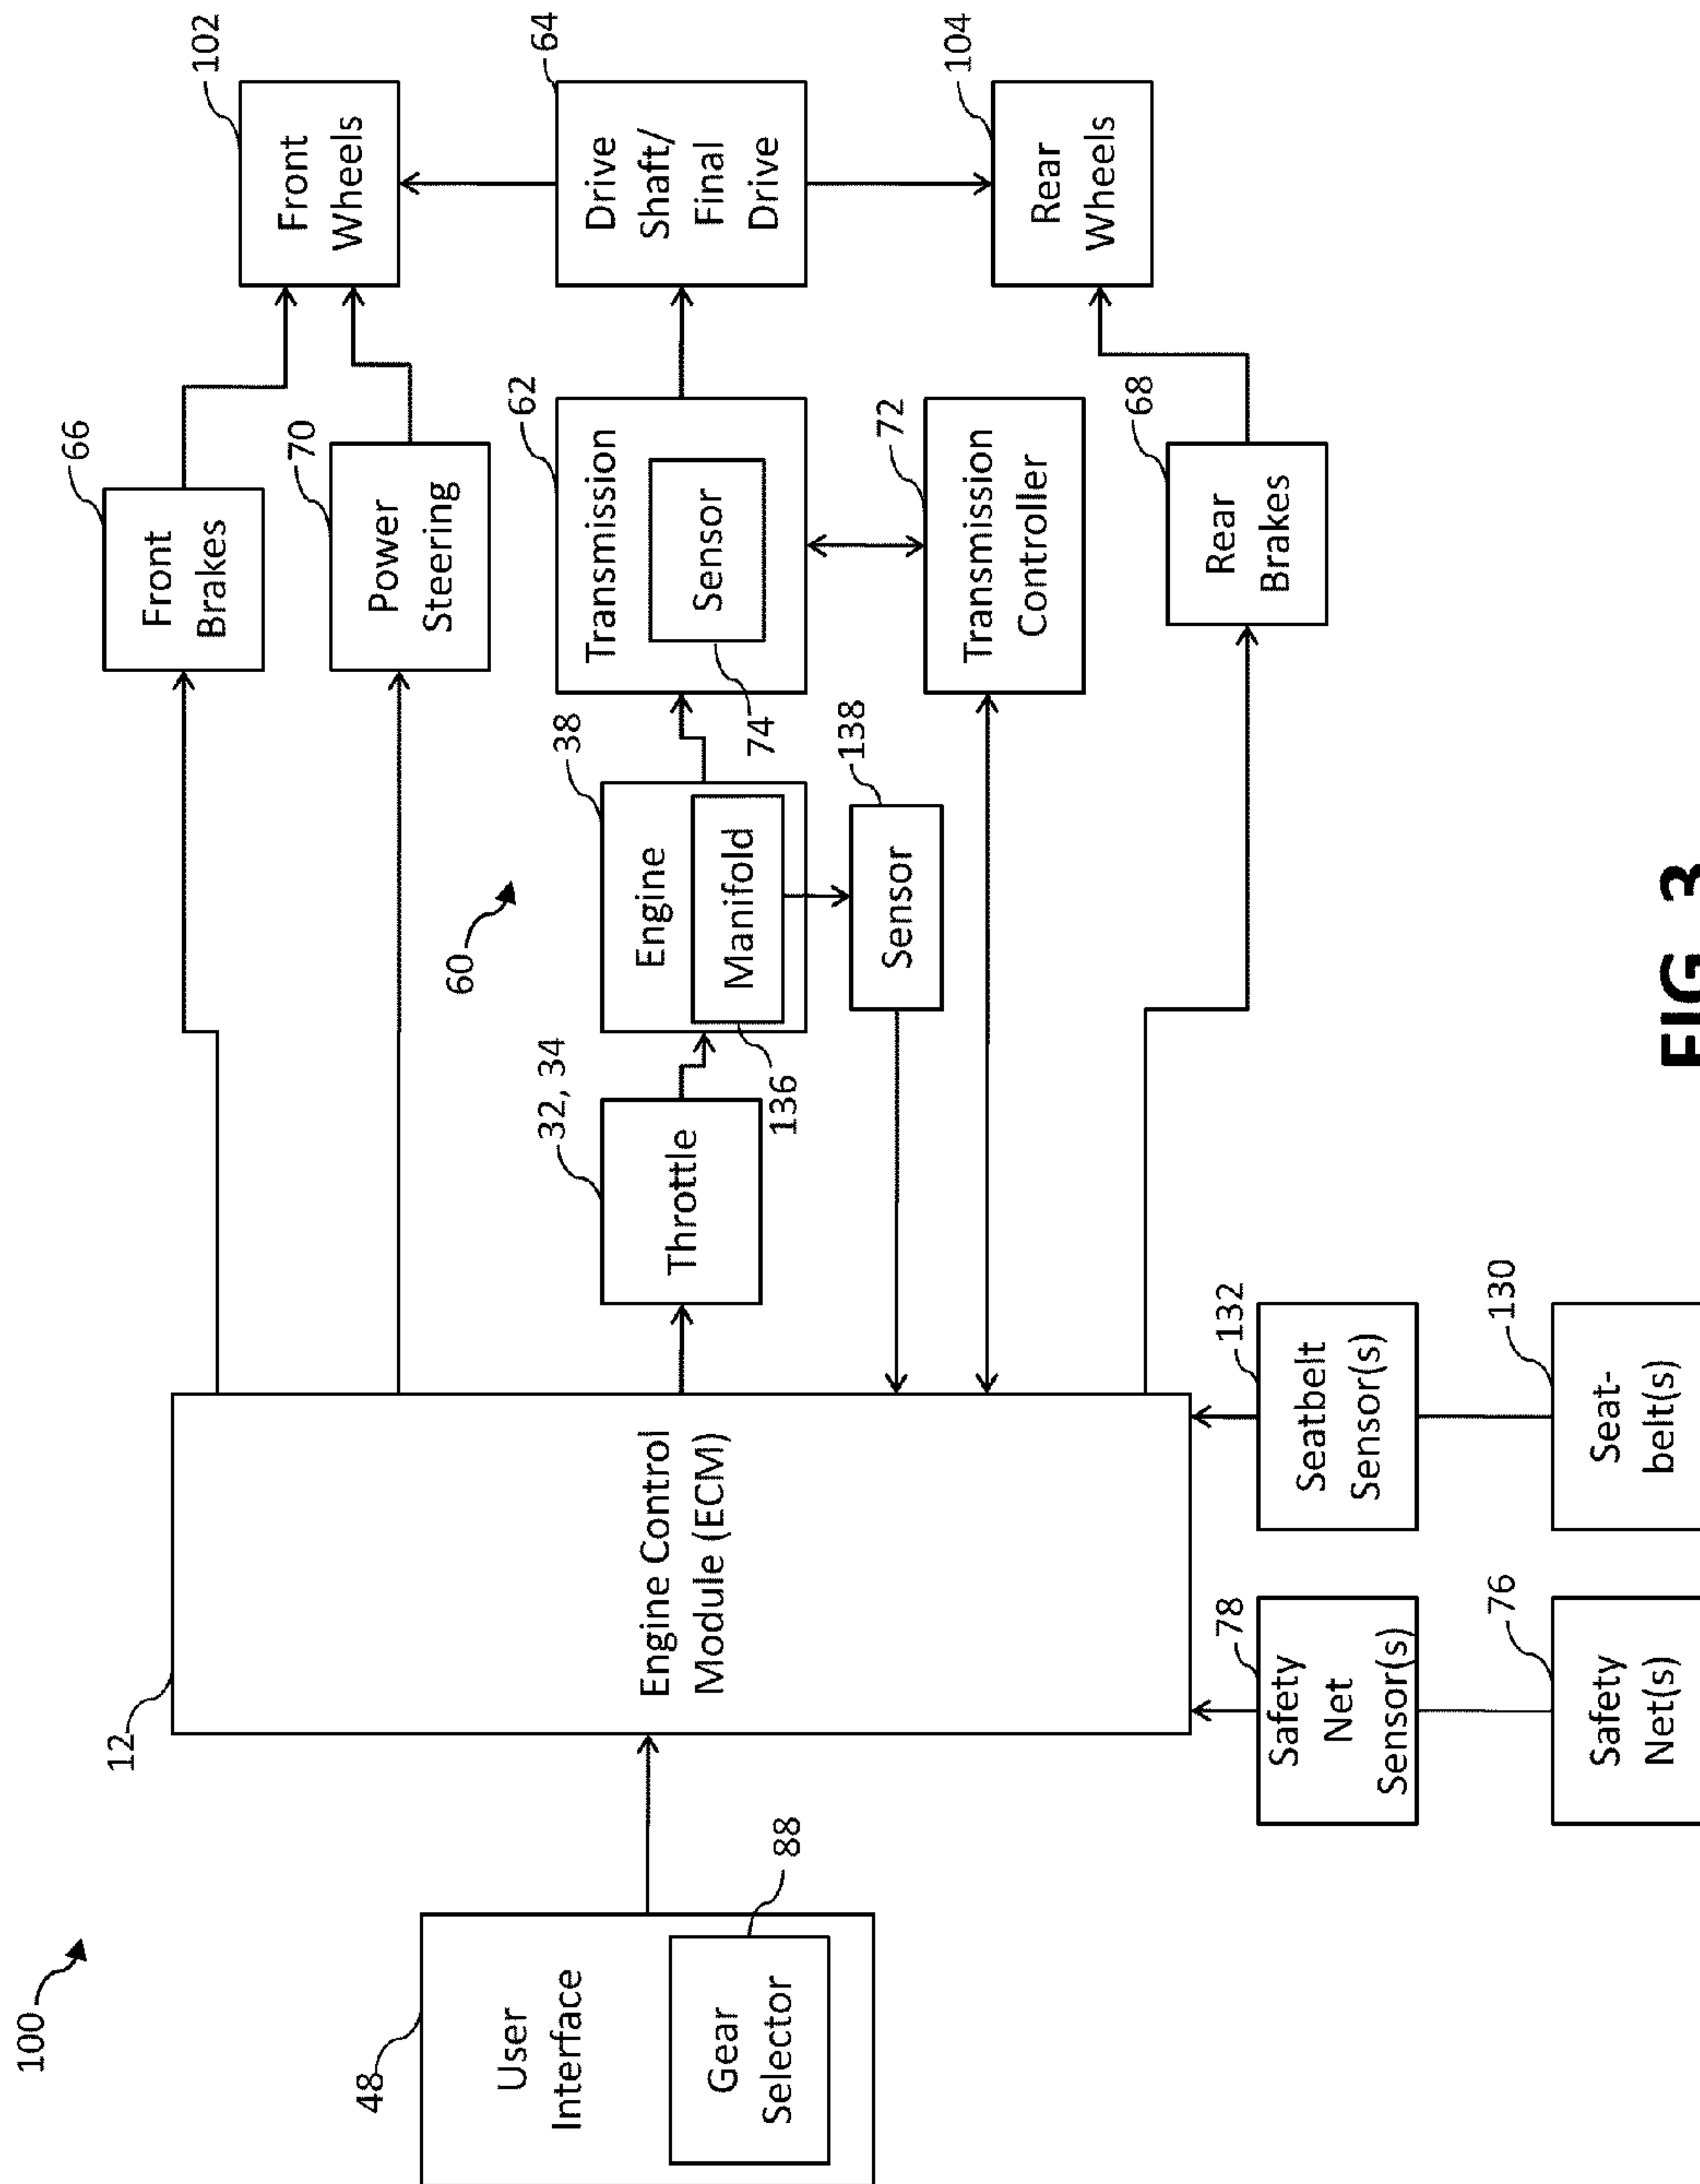 100
48
User
Interface
Gear
Selector
88
12
Engine Control
Module (ECM)
78
Safety
Net
Sensor(s)
76
Safety
Net(s)
132
Seatbelt
Sensor(s)
130
Seat-
belt(s)
32, 34
Throttle
60
38
Engine
Manifold
136
138
Sensor
66
Front
Brakes
70
Power
Steering
62
Transmission
Sensor
74
72
Transmission
Controller
68
Rear
Brakes
102
Front
Wheels
64
Drive
Shaft/
Final
Drive
104
Rear
Wheels
FIG. 3